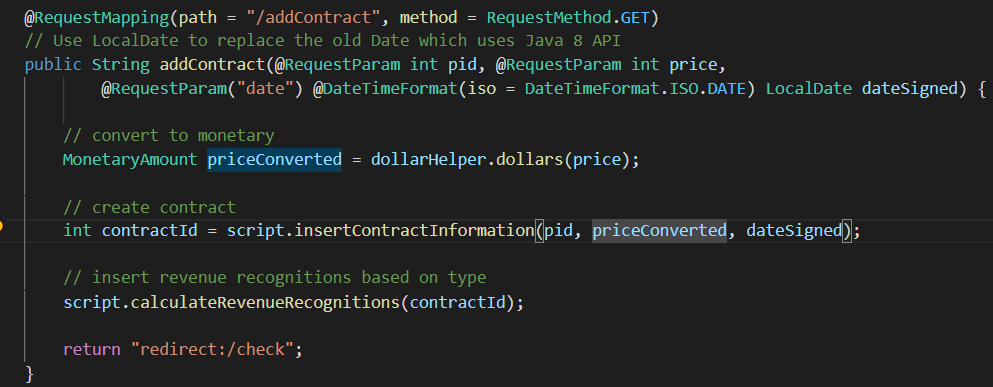 @RequestMapping(path = "/addContract", method = RequestMethod.GET)
// Use LocalDate to replace the old Date which uses Java 8 API
public String addContract(@RequestParam int pid, @RequestParam int price,
@RequestParam("date") @DateTimeFormat(iso = DateTimeFormat.ISO.DATE) LocalDate dateSigned) {
// convert to monetary
MonetaryAmount priceConverted = dollarHelper.dollars(price);
// create contract
int contractId = script.insertContractInformation(pid, priceConverted, dateSigned);
// insert revenue recognitions based on type
script.calculateRevenueRecognitions(contractId);
return "redirect:/check";
}